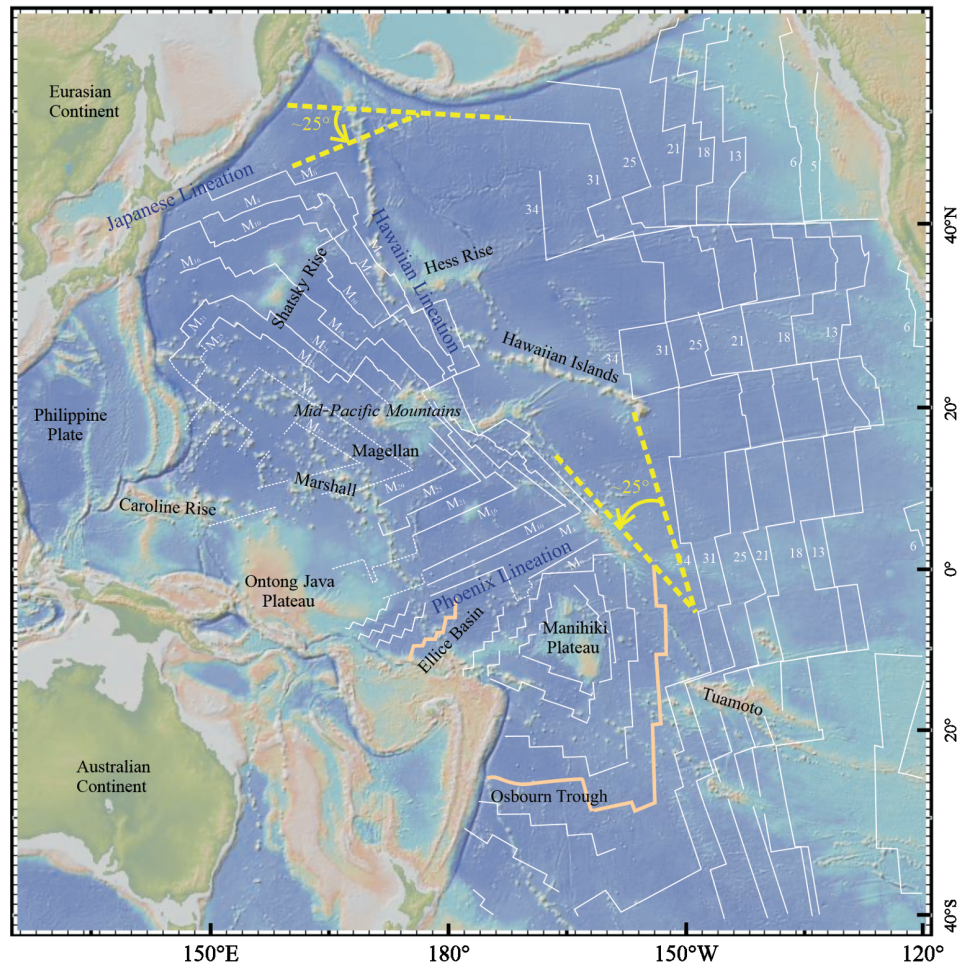 Eurasian
Continent
~25°
Japanese Lineation
Hawaiian Lineation
Hess Rise
Shatsky Rise
Hawaiian Islands
Mid-Pacific Mountains
Magellan
Marshall
Philippine
Plate
Caroline Rise
Ontong Java
Plateau
Phoenix Lineation
Ellice Basin
Manihiki
Plateau
25°
Tuamoto
Australian
Continent
Osbourn Trough
34
31
25
21
18
13
6
5
34
31
25
21
18
13
6
31
25
21
18
13
6
40°N
20°
0°
20°
40°S
150°E
180°
150°W
120°